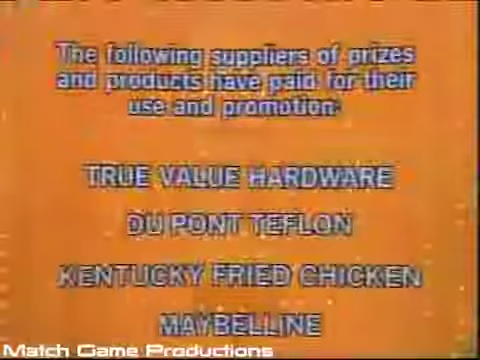 The following suppliers of prizes
and products have paid for their
use and promotion:
TRUE VALUE HARDWARE
DU PONT TEFLON
KENTUCKY FRIED CHICKEN
MAYBELLINE
Match Game Productions